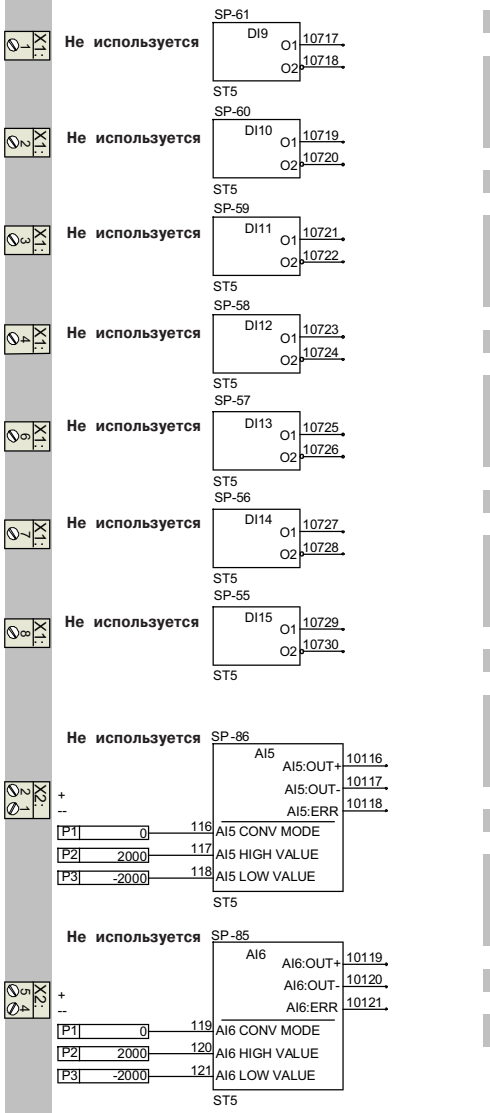 SP-61
X1: 1
Не используется
DI9
O1 10717
O2 10718
ST5
SP-60
X1: 2
Не используется
DI10
O1 10719
O2 10720
ST5
SP-59
X1: 3
Не используется
DI11
O1 10721
O2 10722
ST5
SP-58
X1: 4
Не используется
DI12
O1 10723
O2 10724
ST5
SP-57
X1: 6
Не используется
DI13
O1 10725
O2 10726
ST5
SP-56
X1: 7
Не используется
DI14
O1 10727
O2 10728
ST5
SP-55
X1: 8
Не используется
DI15
O1 10729
O2 10730
ST5
Не используется SP-86
AI5
AI5:OUT+ 10116
AI5:OUT- 10117
AI5:ERR 10118
X2: 2 1
+
--
P1 0 116 AI5 CONV MODE
P2 2000 117 AI5 HIGH VALUE
P3 -2000 118 AI5 LOW VALUE
ST5
Не используется SP-85
AI6
AI6:OUT+ 10119
AI6:OUT- 10120
AI6:ERR 10121
X2: 5 4
+
--
P1 0 119 AI6 CONV MODE
P2 2000 120 AI6 HIGH VALUE
P3 -2000 121 AI6 LOW VALUE
ST5